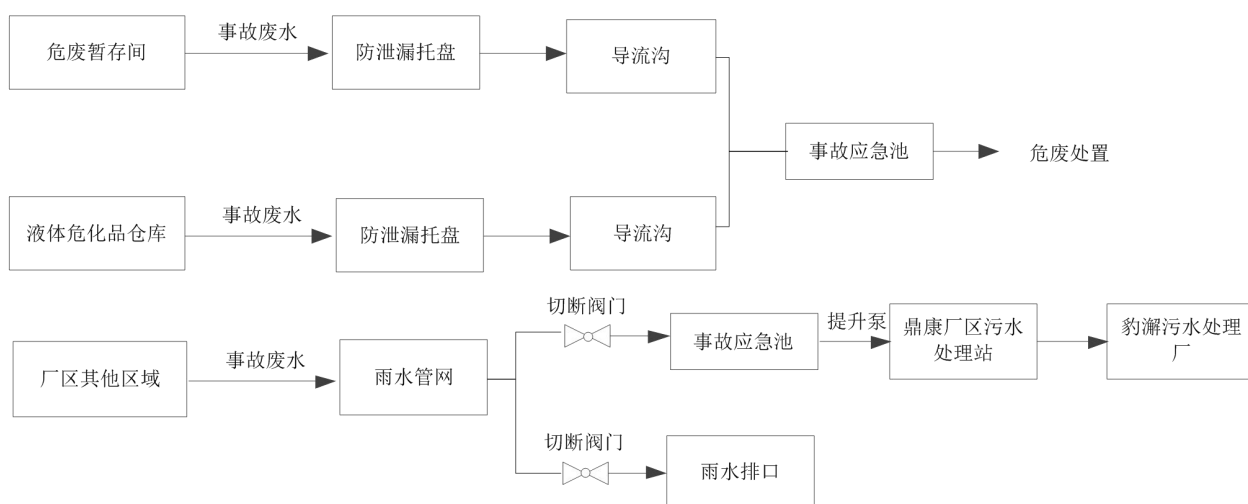 危废暂存间
事故废水
防泄漏托盘
导流沟
事故应急池
危废处置
液体危化品仓库
事故废水
防泄漏托盘
导流沟
厂区其他区域
事故废水
雨水管网
切断阀门
事故应急池
提升泵
鼎康厂区污水
处理站
豹澥污水处理
厂
切断阀门
雨水排口